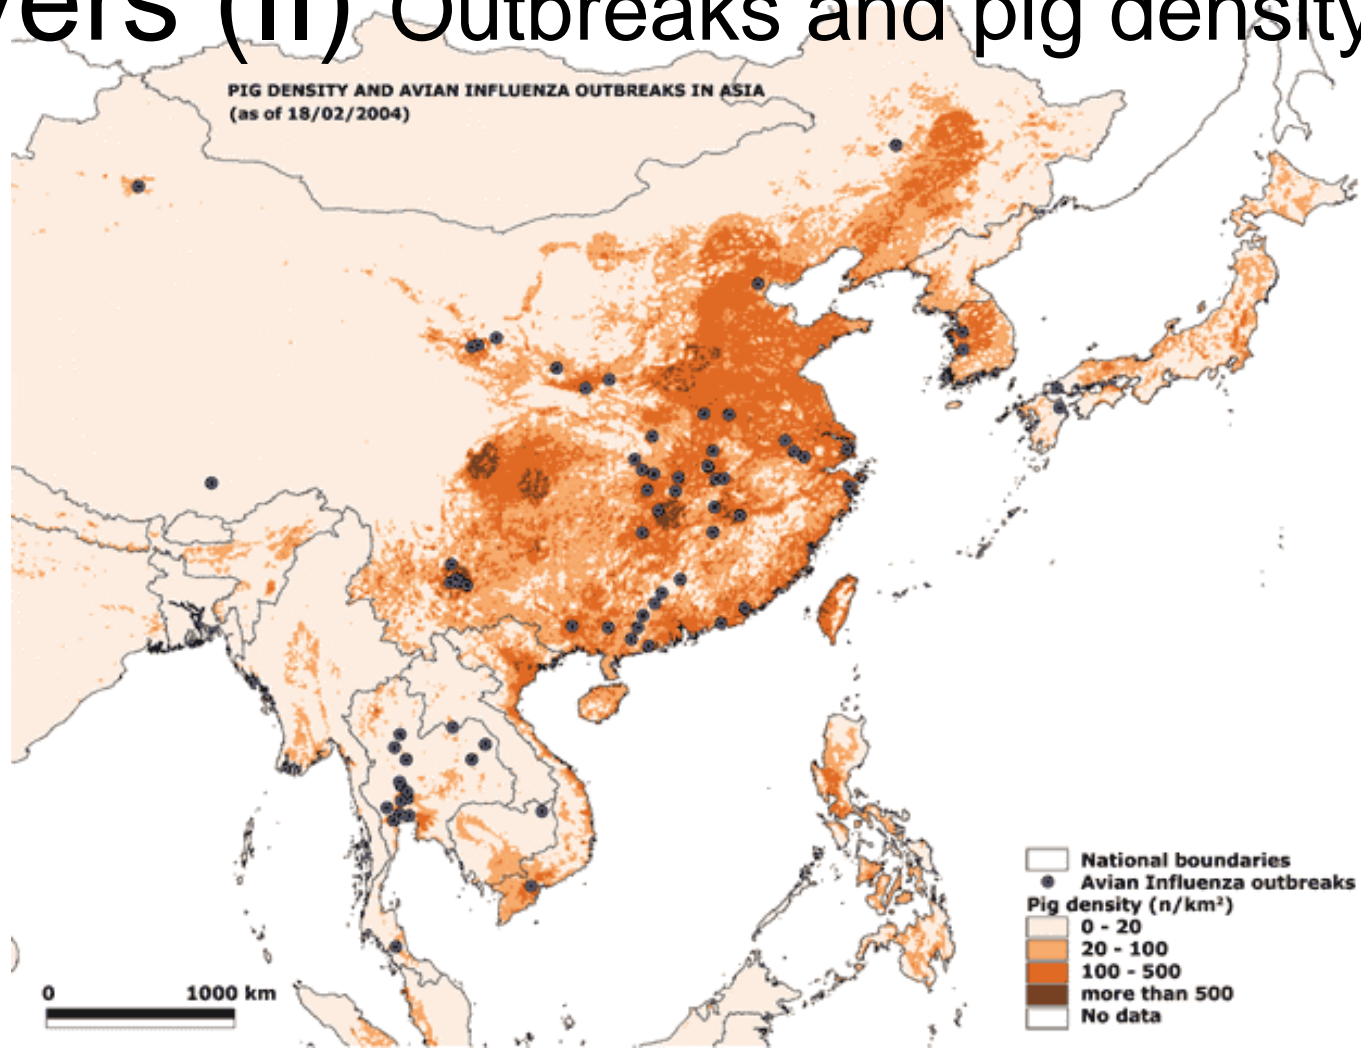 ers (II) Outbreaks and pig density
PIG DENSITY AND AVIAN INFLUENZA OUTBREAKS IN ASIA
(as of 18/02/2004)
National boundaries
Avian Influenza outbreaks
Pig density (n/km²)
0 - 20
20 - 100
100 - 500
more than 500
No data
0 1000 km